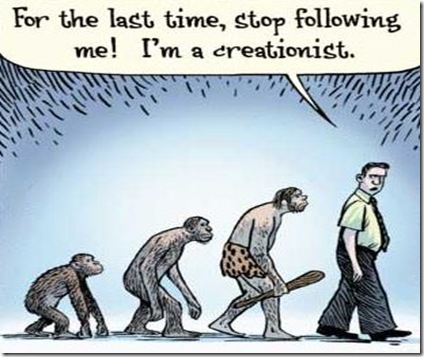 For the last time, stop following
me! I'm a creationist.